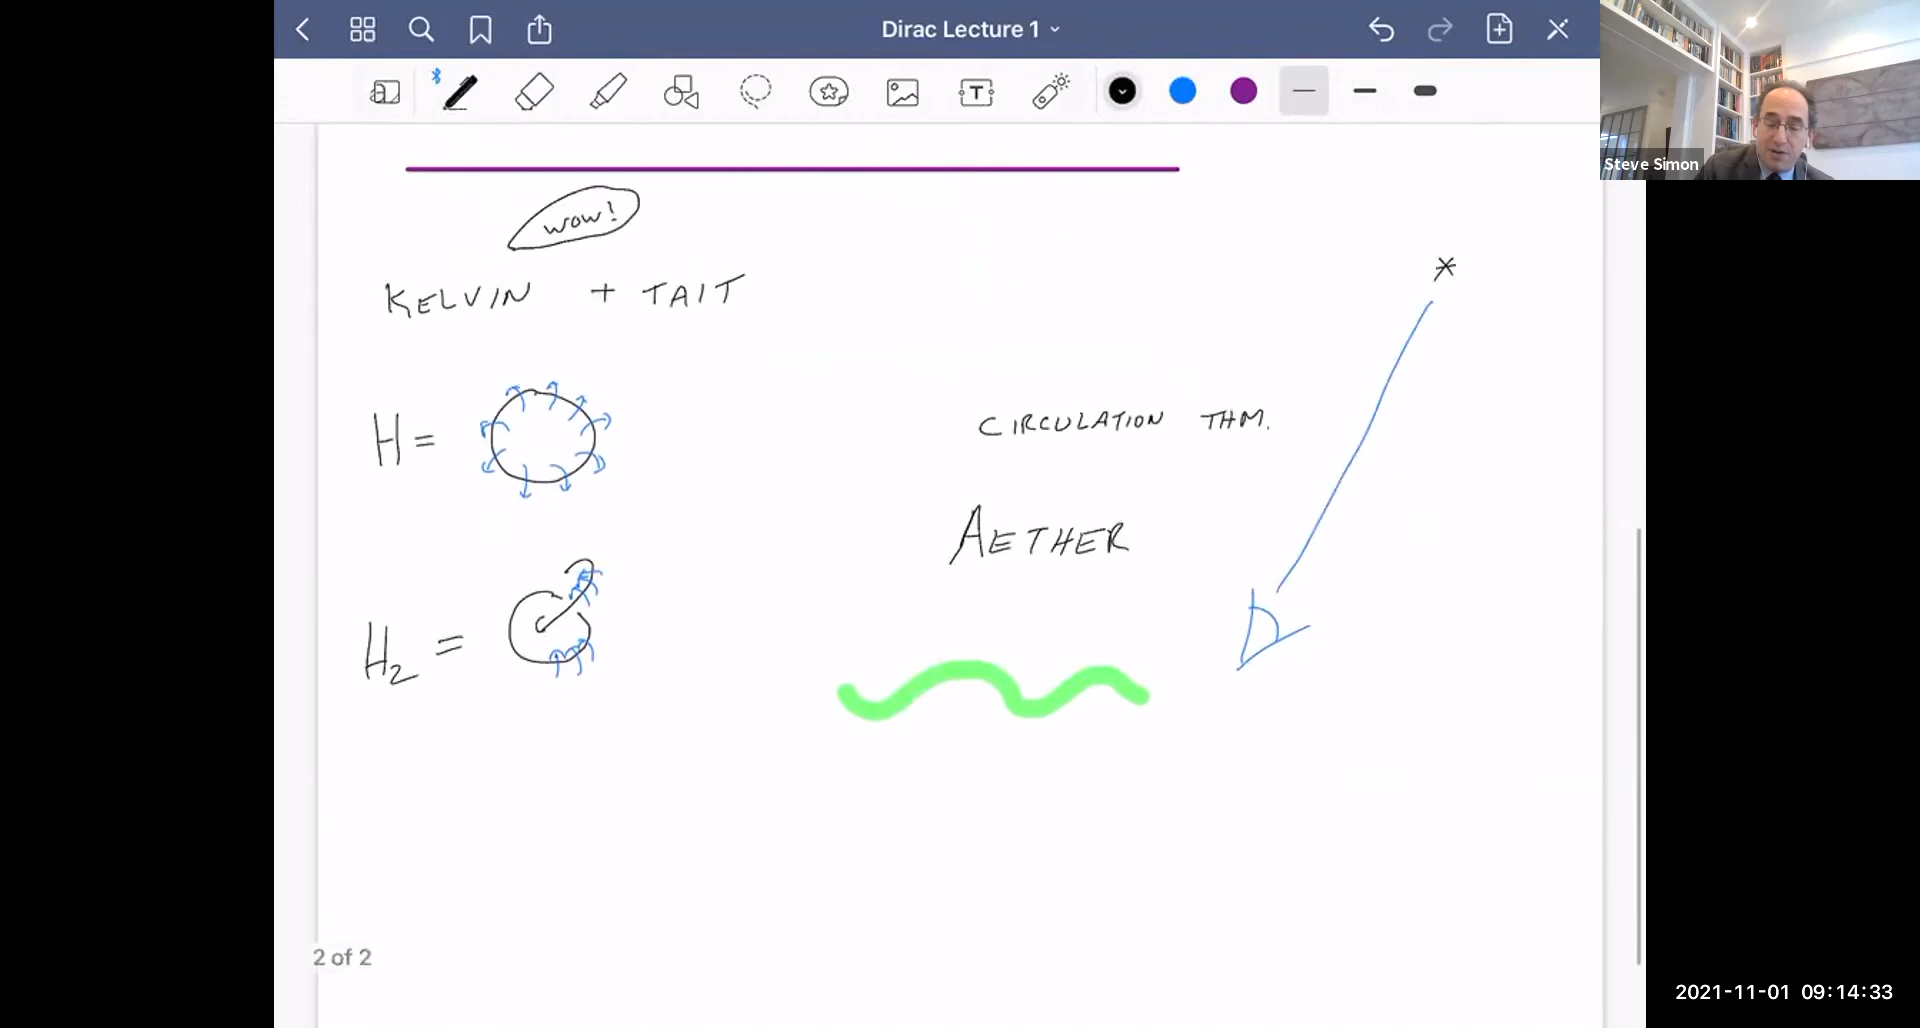 Dirac Lecture 1
Steve Simon
wow!
KELVIN + TAIT
H =
CIRCULATION THM.
AETHER
H₂ =
2 of 2
2021-11-01 09:14:33